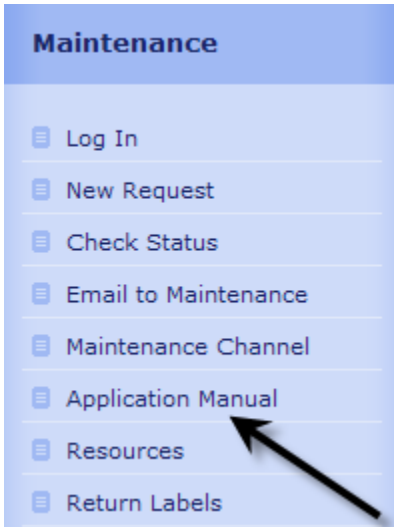 Maintenance
Log In
New Request
Check Status
Email to Maintenance
Maintenance Channel
Application Manual
Resources
Return Labels